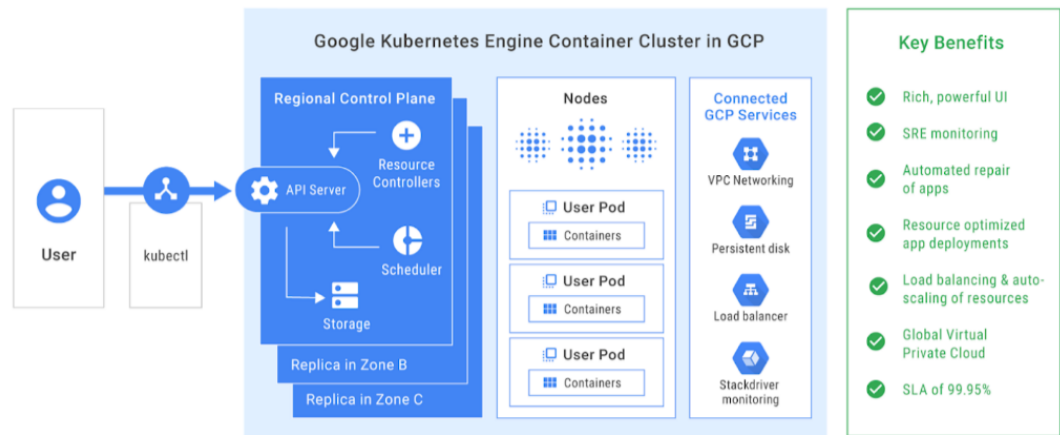 Google Kubernetes Engine Container Cluster in GCP
User
kubectl
Regional Control Plane
Resource
Controllers
API Server
Scheduler
Storage
Replica in Zone B
Replica in Zone C
Nodes
User Pod
Containers
User Pod
Containers
User Pod
Containers
Connected
GCP Services
VPC Networking
Persistent disk
Load balancer
Stackdriver
monitoring
Key Benefits
Rich, powerful UI
SRE monitoring
Automated repair
of apps
Resource optimized
app deployments
Load balancing & auto-
scaling of resources
Global Virtual
Private Cloud
SLA of 99.95%